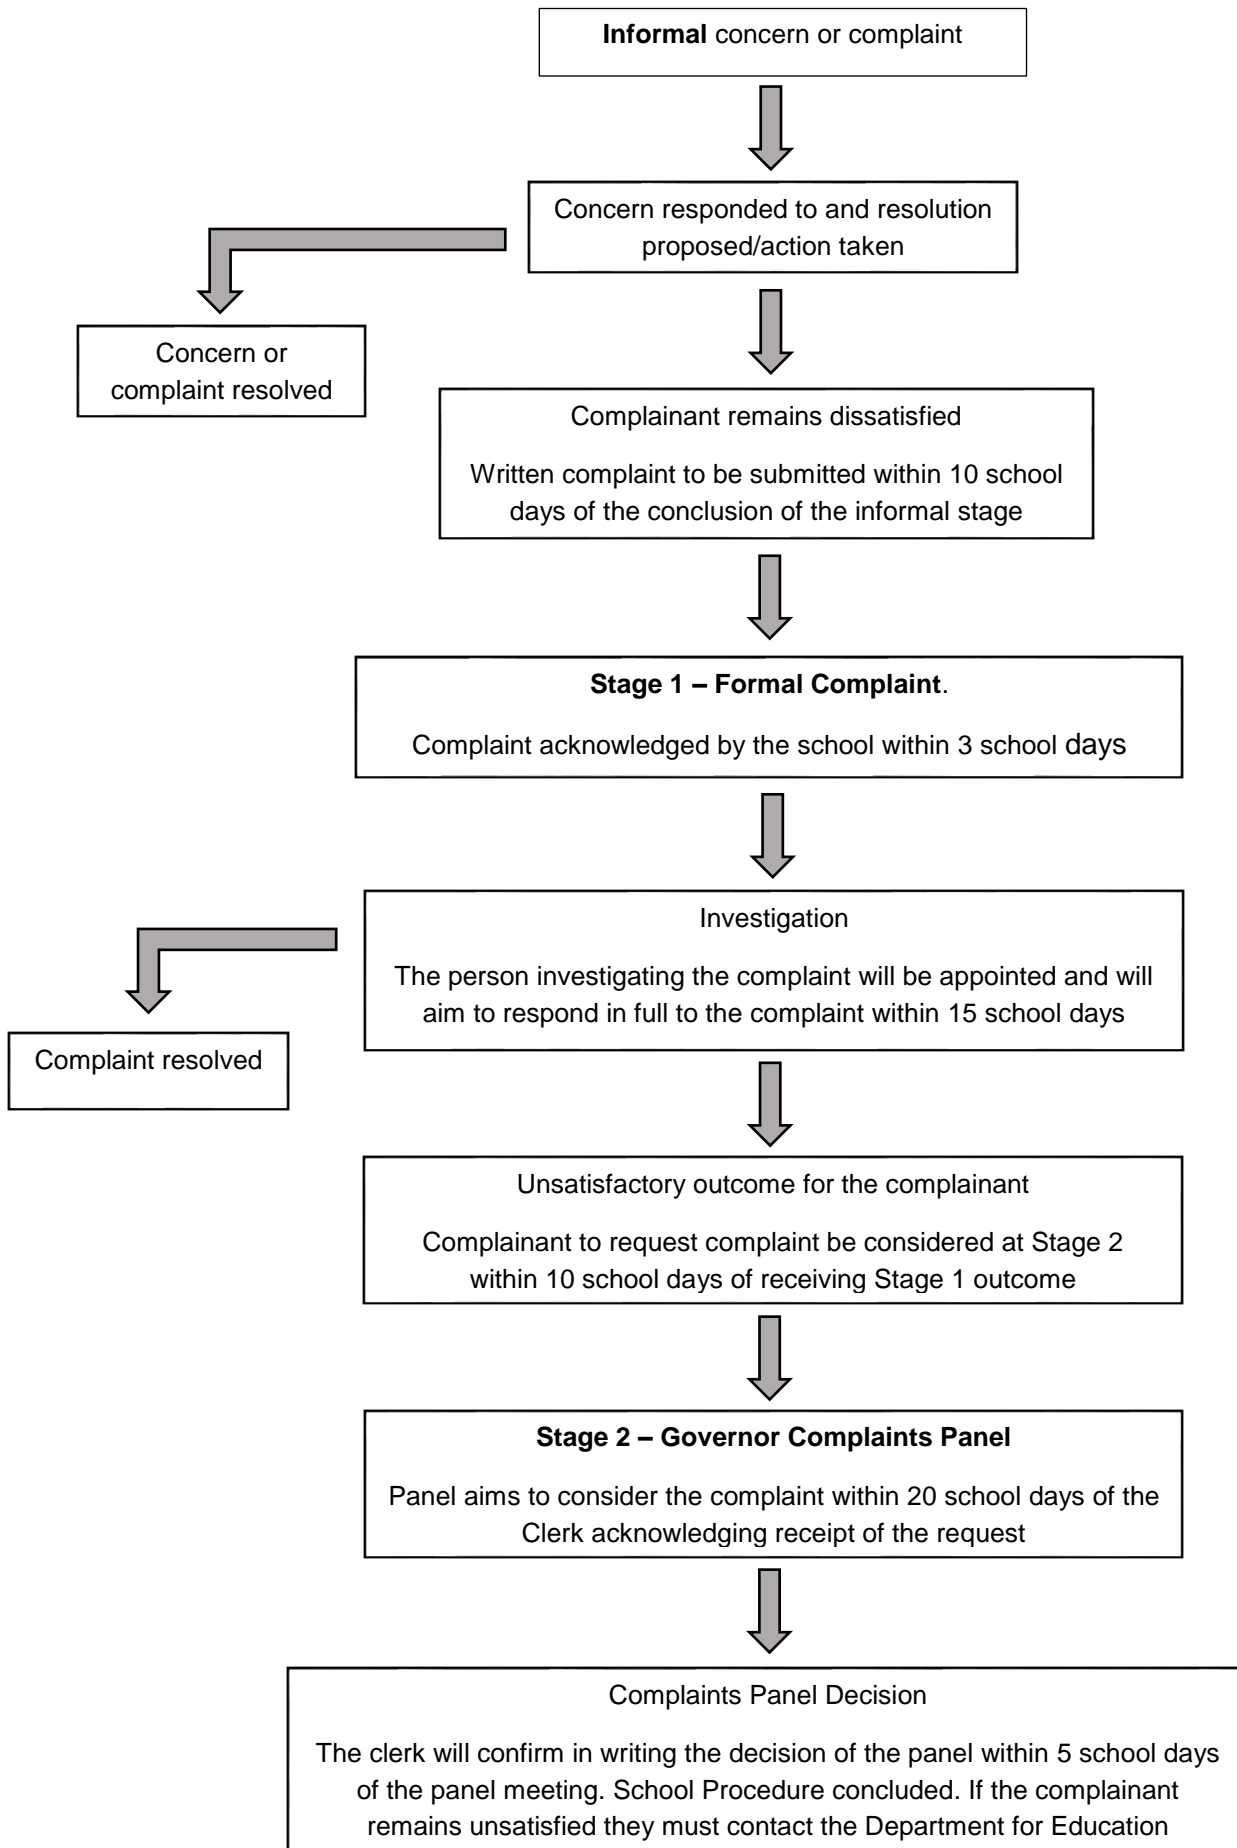 Informal concern or complaint
Concern responded to and resolution
proposed/action taken
Concern or
complaint resolved
Complainant remains dissatisfied
Written complaint to be submitted within 10 school
days of the conclusion of the informal stage
Stage 1 – Formal Complaint.
Complaint acknowledged by the school within 3 school days
Investigation
The person investigating the complaint will be appointed and will
aim to respond in full to the complaint within 15 school days
Complaint resolved
Unsatisfactory outcome for the complainant
Complainant to request complaint be considered at Stage 2
within 10 school days of receiving Stage 1 outcome
Stage 2 – Governor Complaints Panel
Panel aims to consider the complaint within 20 school days of the
Clerk acknowledging receipt of the request
Complaints Panel Decision
The clerk will confirm in writing the decision of the panel within 5 school days
of the panel meeting. School Procedure concluded. If the complainant
remains unsatisfied they must contact the Department for Education